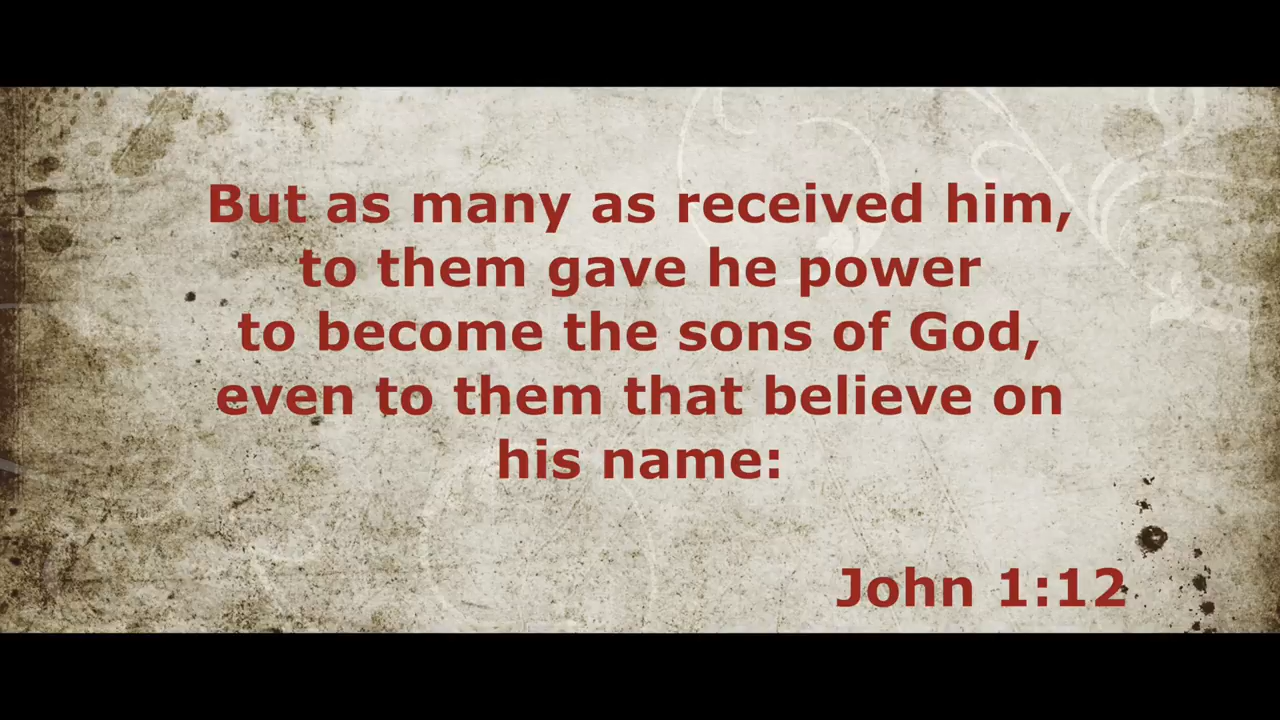 But as many as received him,
to them gave he power
to become the sons of God,
even to them that believe on
his name:
John 1:12